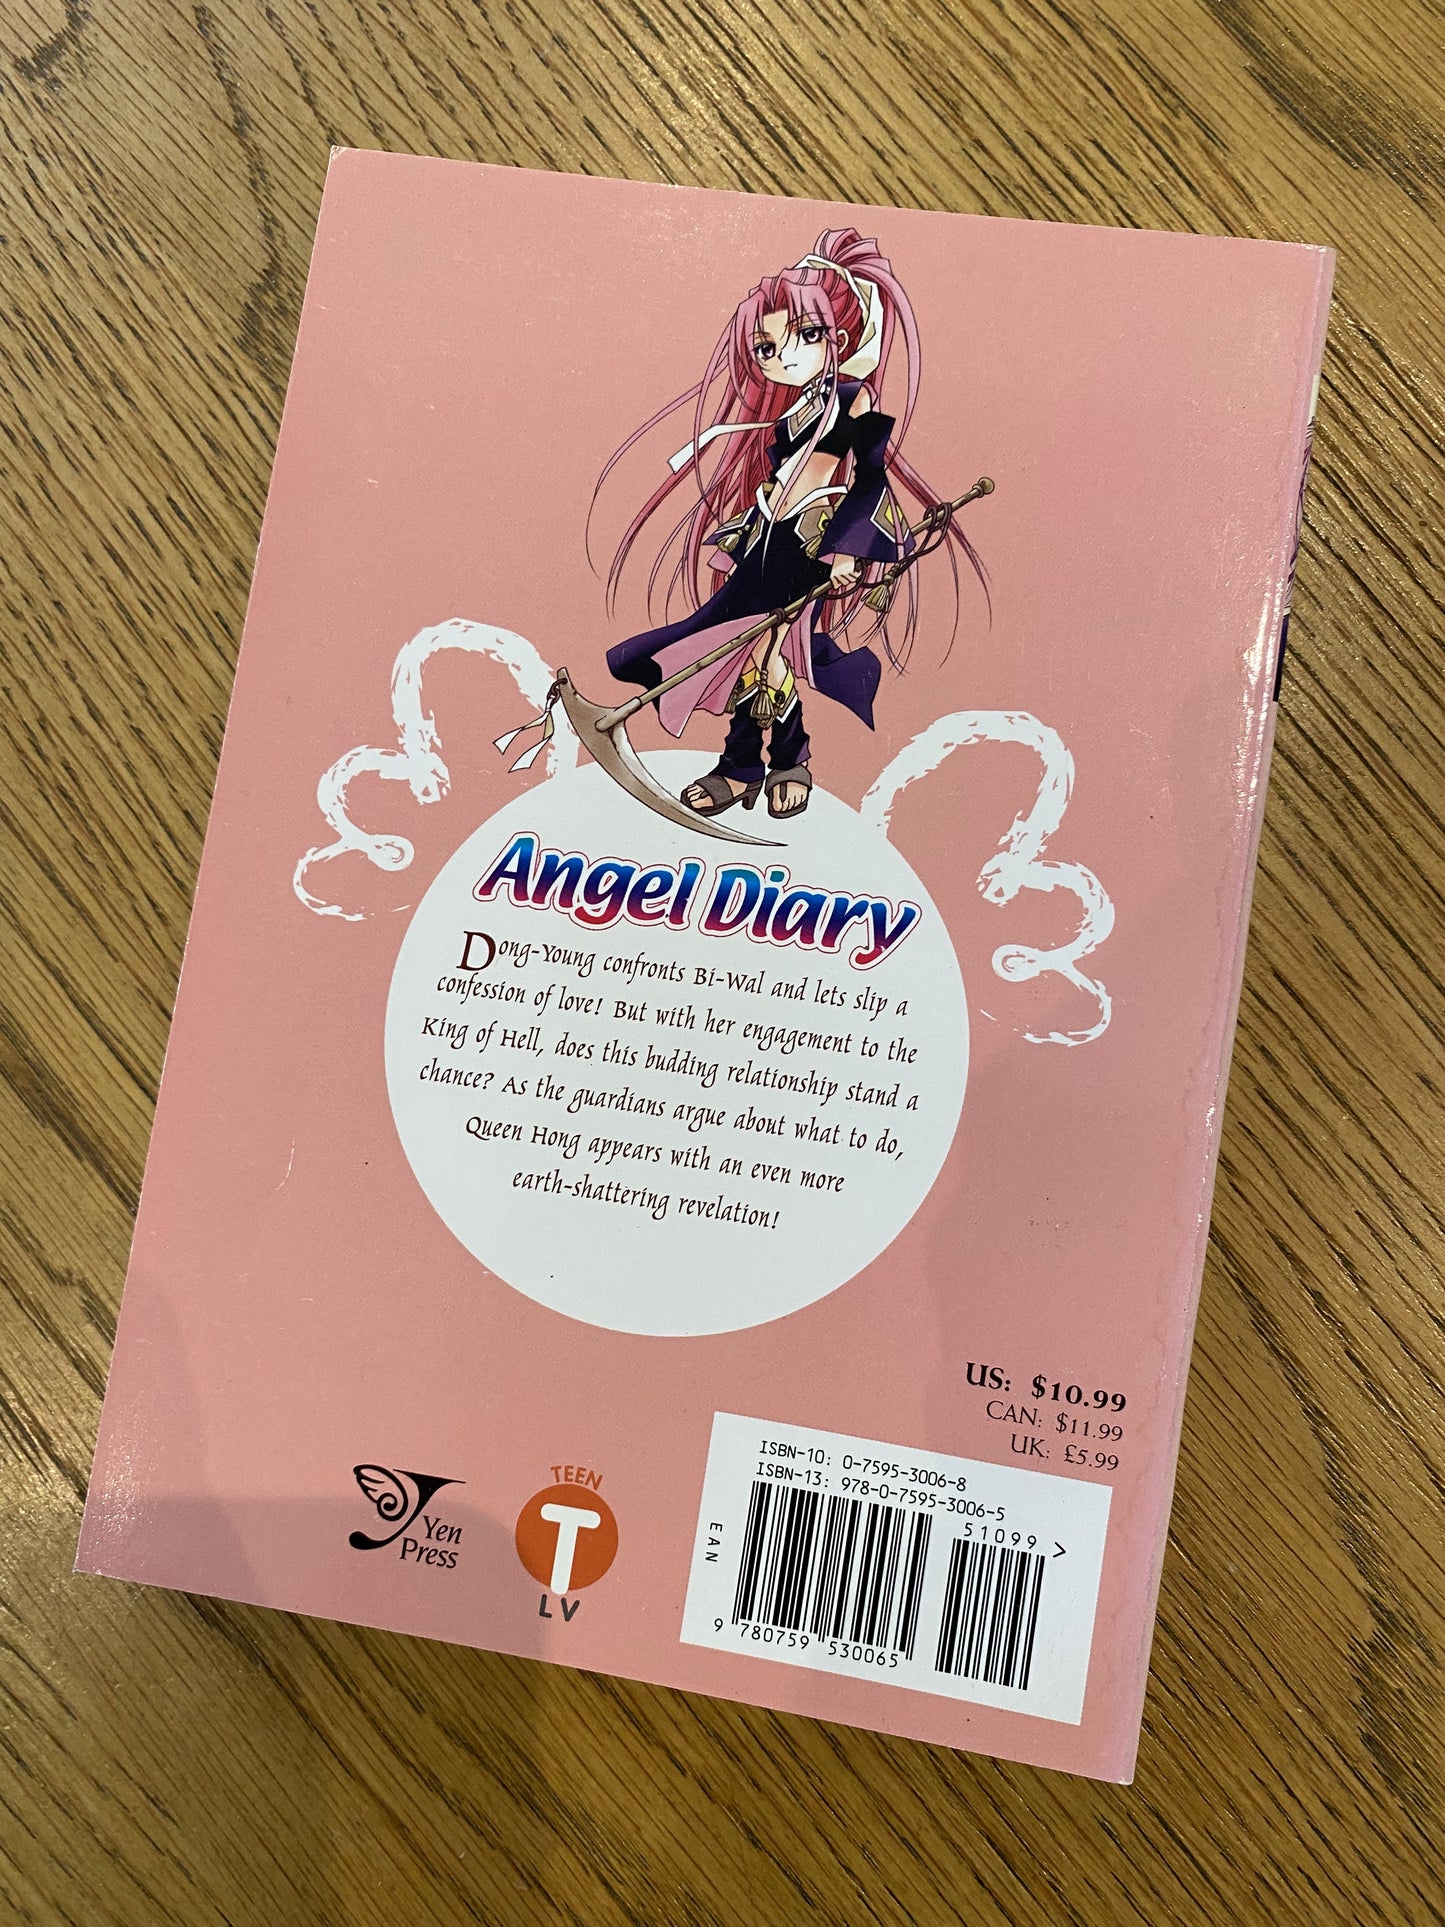 Angel Diary
Dong-Young confronts Bi-Wal and lets slip a
confession of love! But with her engagement to the
King of Hell, does this budding relationship stand a
chance? As the guardians argue about what to do,
Queen Hong appears with an even more
earth-shattering revelation!
US: $10.99
CAN: $11.99
UK: £5.99
Yen
Press
TEEN
T
LV
ISBN-10: 0-7595-3006-8
ISBN-13: 978-0-7595-3006-5
51099 >
EAN
9 780759 530065